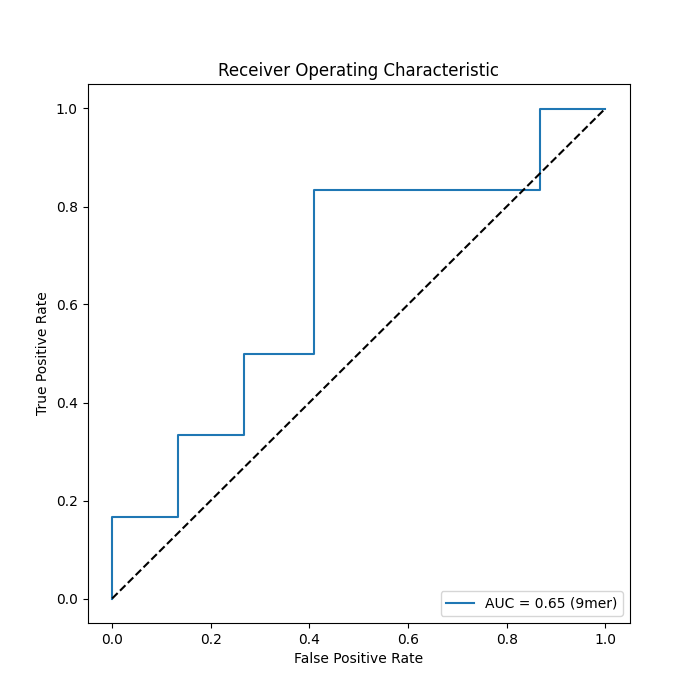 Receiver Operating Characteristic
True Positive Rate
1.0
0.8
0.6
0.4
0.2
0.0
0.0 0.2 0.4 0.6 0.8 1.0
False Positive Rate
AUC = 0.65 (9mer)